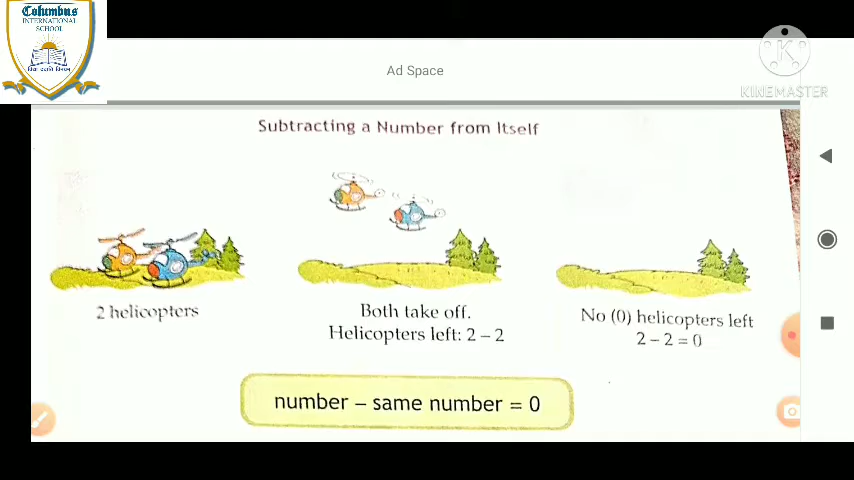 Columbus
INTERNATIONAL
SCHOOL
Ad Space
K
KINEMASTER
Subtracting a Number from Itself
2 helicopters
Both take off.
Helicopters left: 2 – 2
No (0) helicopters left
2 – 2 = 0
number – same number = 0